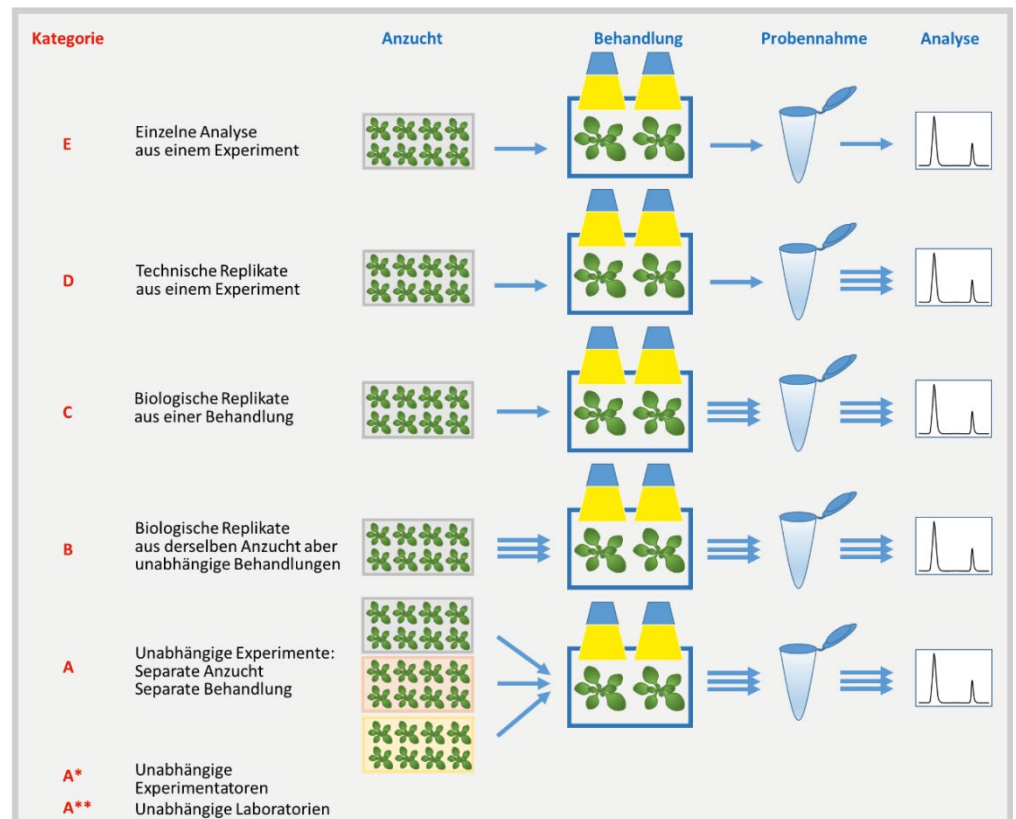 Kategorie Anzucht Behandlung Probennahme Analyse
E Einzelne Analyse
aus einem Experiment
D Technische Replikate
aus einem Experiment
C Biologische Replikate
aus einer Behandlung
B Biologische Replikate
aus derselben Anzucht aber
unabhängige Behandlungen
A Unabhängige Experimente:
Separate Anzucht
Separate Behandlung
A* Unabhängige
Experimentatoren
A** Unabhängige Laboratorien